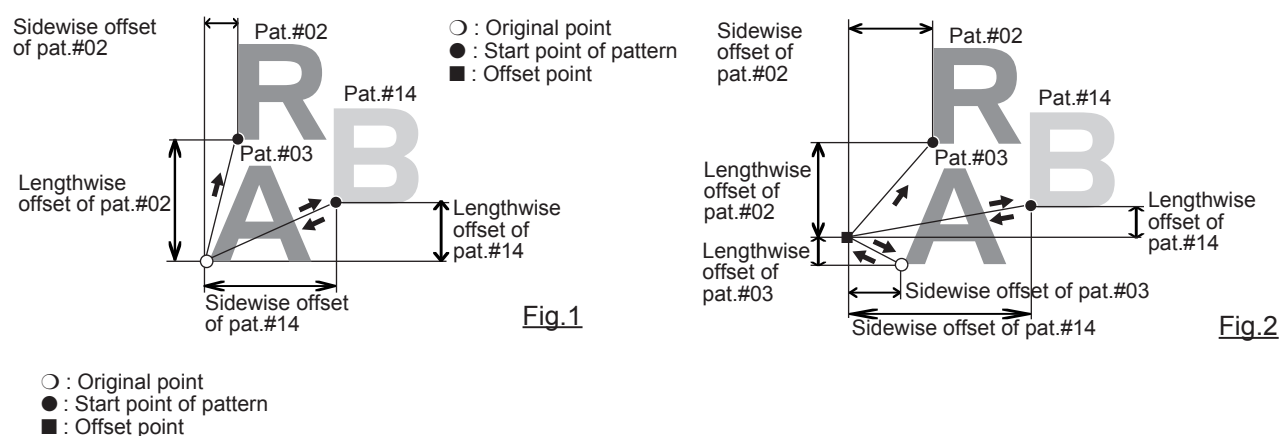 Sidewise offset
of pat.#02
Pat.#02
R
Pat.#14
B
Pat.#03
A
Lengthwise
offset of pat.#02
Lengthwise
offset of
pat.#14
Sidewise offset
of pat.#14
Fig.1
○ : Original point
● : Start point of pattern
■ : Offset point
Sidewise
offset of
pat.#02
Pat.#02
R
Pat.#14
B
Pat.#03
A
Lengthwise
offset of
pat.#02
Lengthwise
offset of
pat.#14
Lengthwise
offset of
pat.#03
Sidewise offset of pat.#03
Sidewise offset of pat.#14
Fig.2
○ : Original point
● : Start point of pattern
■ : Offset point